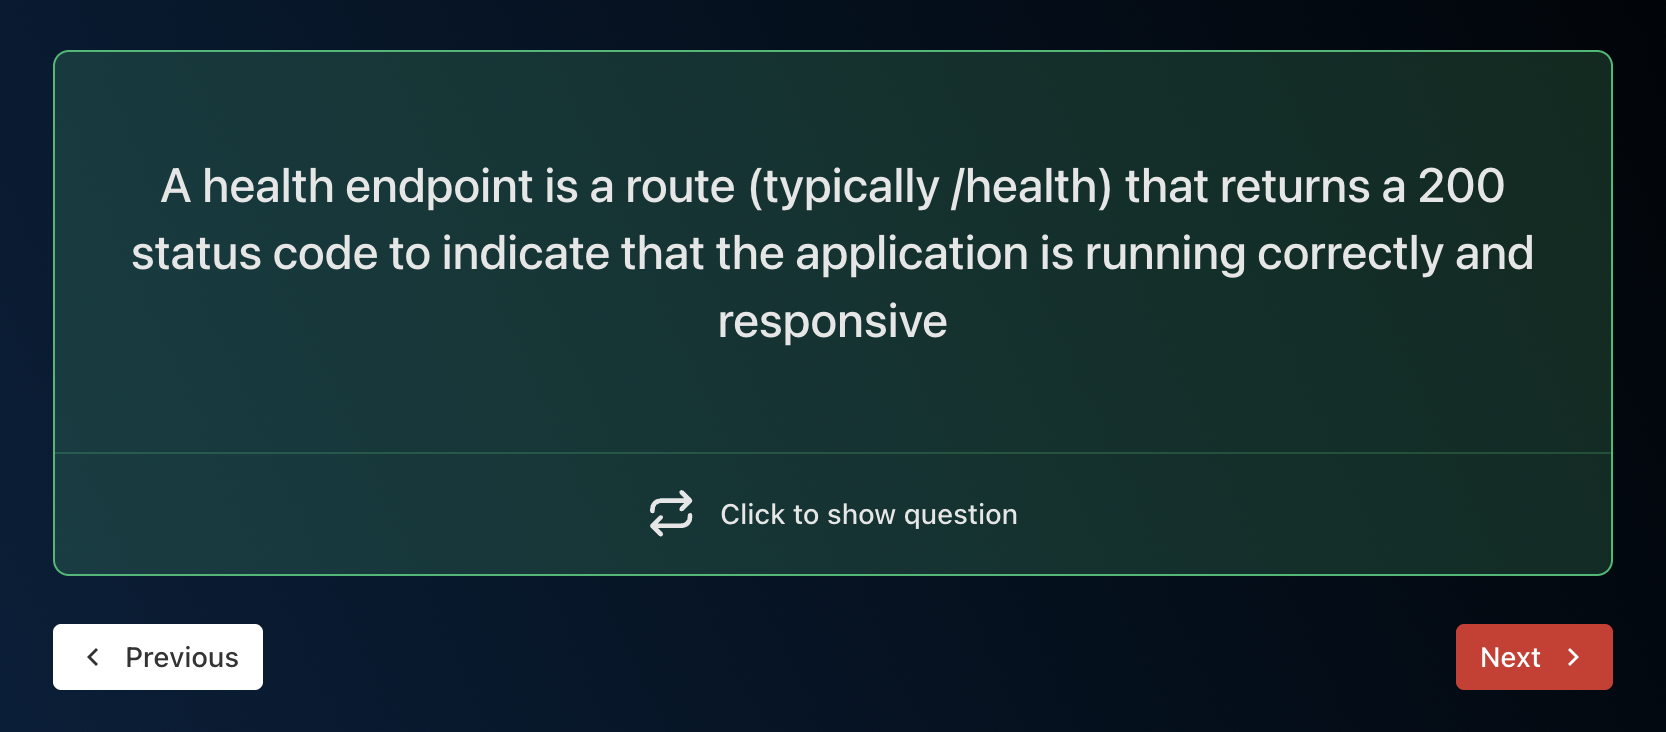 A health endpoint is a route (typically /health) that returns a 200
status code to indicate that the application is running correctly and
responsive
Click to show question
Previous
Next